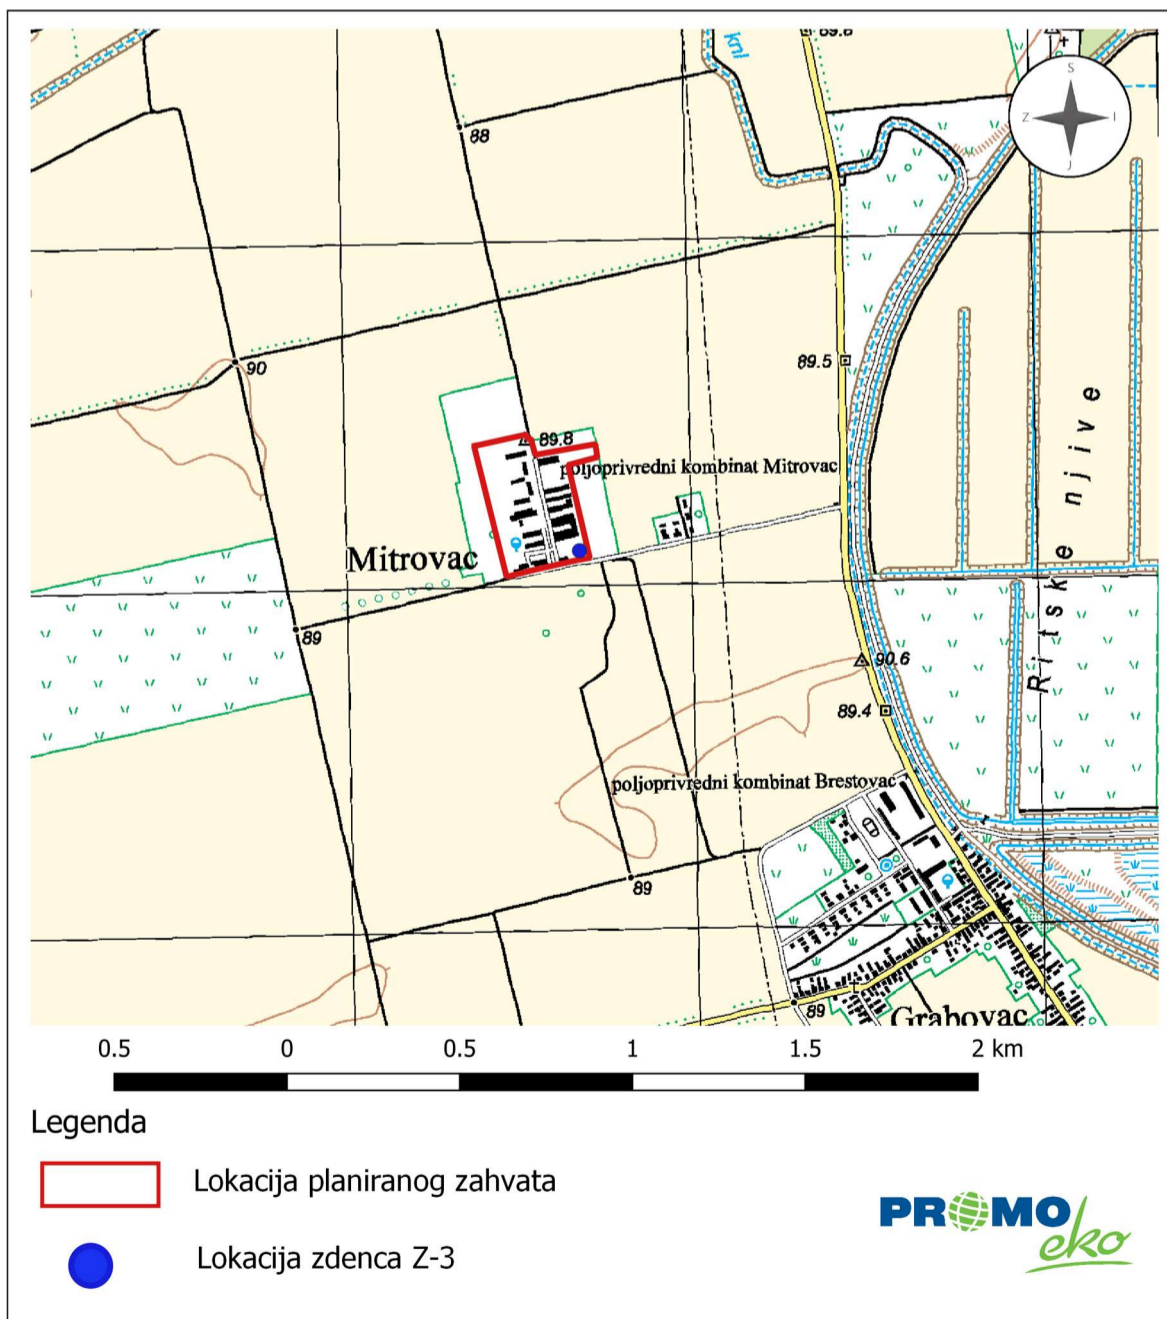 89.8
knl
S
Z
I
J
88
89.5
90
89.8
poljoprivredni kombinat Mitrovac
Ritske njive
Mitrovac
89
90.6
89.4
poljoprivredni kombinat Brestovac
89
89
Grabovac
0.5 0 0.5 1 1.5 2 km
Legenda
Lokacija planiranog zahvata
PROMO
eko
Lokacija zdenca Z-3